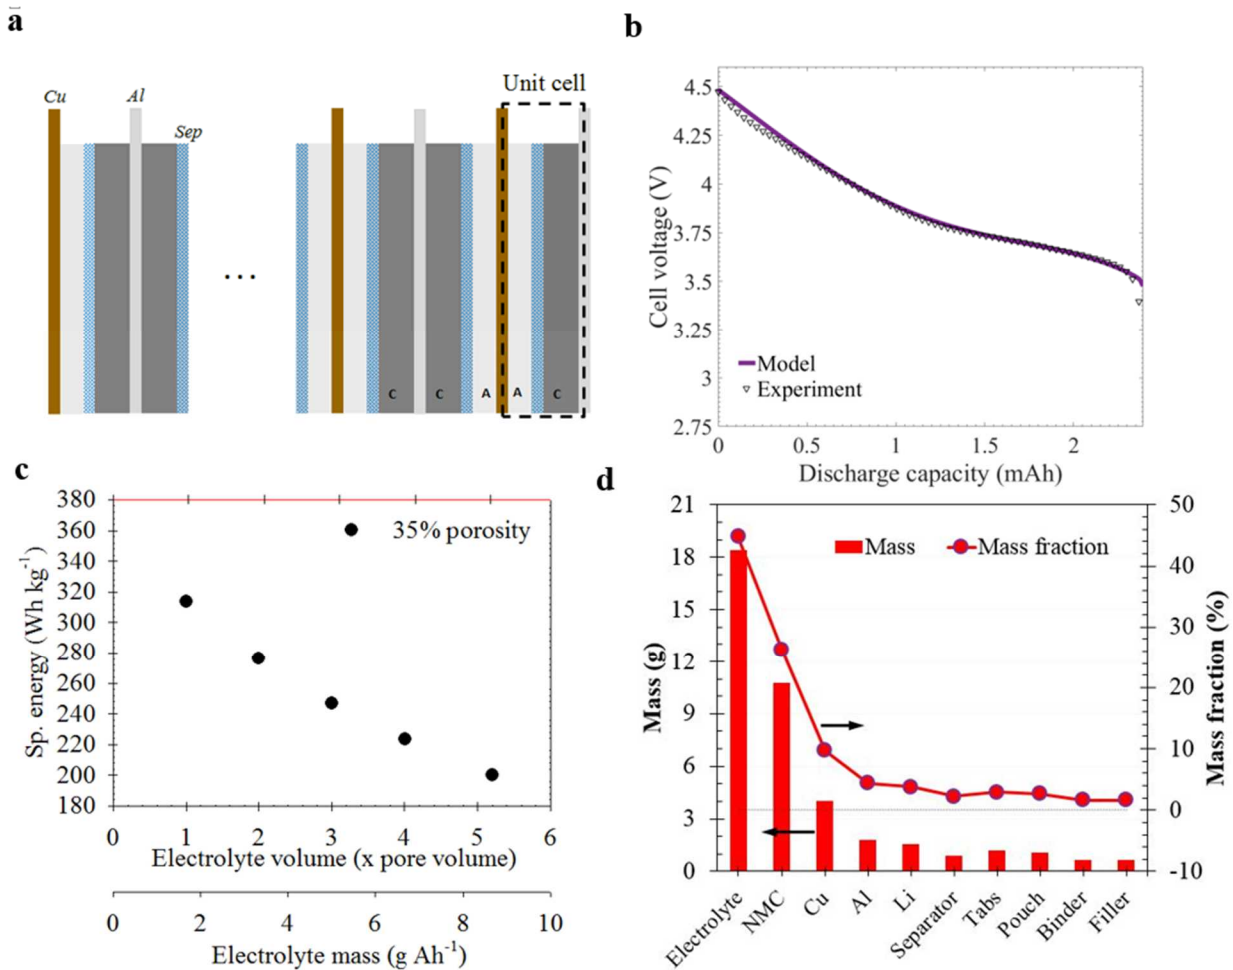 a
Cu
Al
Sep
Unit cell
...
C
C
A
A
C
b
Cell voltage (V)
4.5
4.25
4
3.75
3.5
3.25
3
2.75
Model
Experiment
0
0.5
1
1.5
2
Discharge capacity (mAh)
c
Sp. energy (Wh kg-1)
380
360
340
320
300
280
260
240
220
200
180
35% porosity
0 1 2 3 4 5 6
Electrolyte volume (x pore volume)
0 2 4 6 8 10
Electrolyte mass (g Ah-1)
d
Mass (g)
21
18
15
12
9
6
3
0
Mass
Mass fraction
50
40
30
20
10
0
-10
Mass fraction (%)
Electrolyte
NMC
Cu
Al
Li
Separator
Tabs
Pouch
Binder
Filler